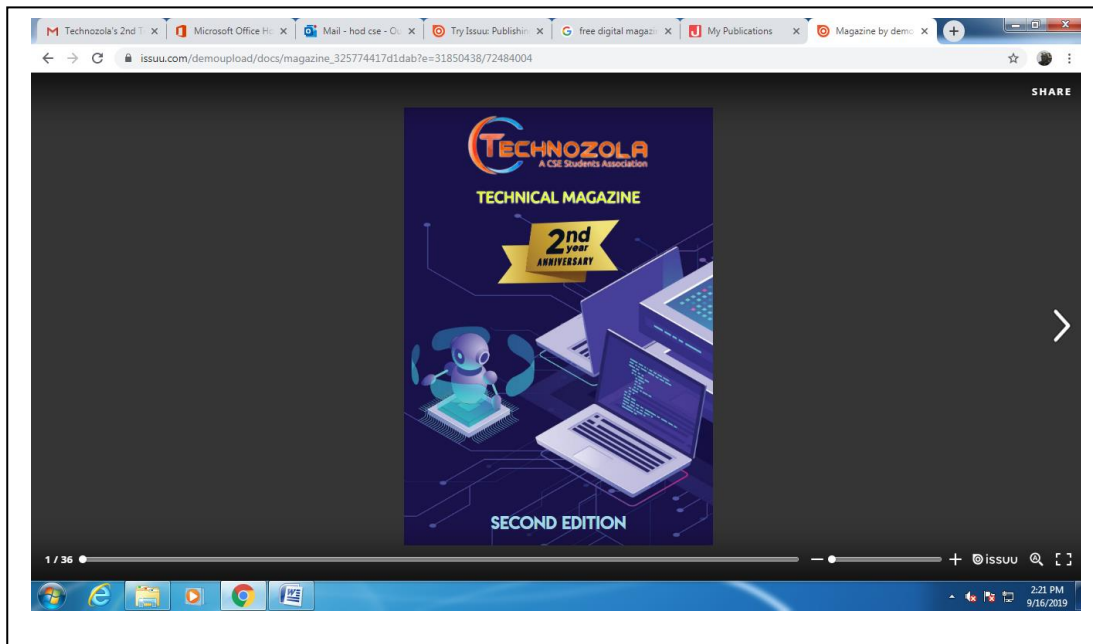 Technozola's 2nd T
Microsoft Office Ho
Mail - hod cse - Ou
Try Issuu: Publishin
free digital magazi
My Publications
Magazine by demo
issuu.com/demoupload/docs/magazine_325774417d1dab?e=31850438/72484004
SHARE
TECHNOZOLA
A CSE Students Association
TECHNICAL MAGAZINE
2nd
year
ANNIVERSARY
SECOND EDITION
1 / 36
issuu
2:21 PM
9/16/2019